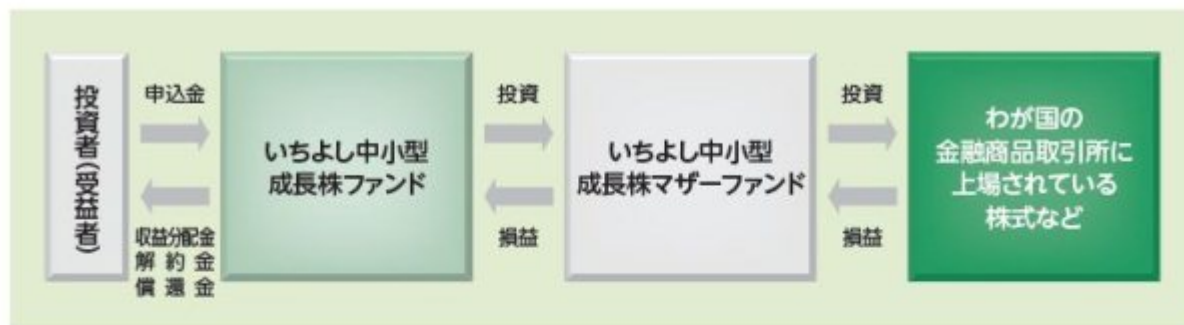 投資者（受益者）
申込金
収益分配金
解約金
償還金
いちよし中小型
成長株ファンド
投資
損益
いちよし中小型
成長株マザーファンド
投資
損益
わが国の
金融商品取引所に
上場されている
株式など